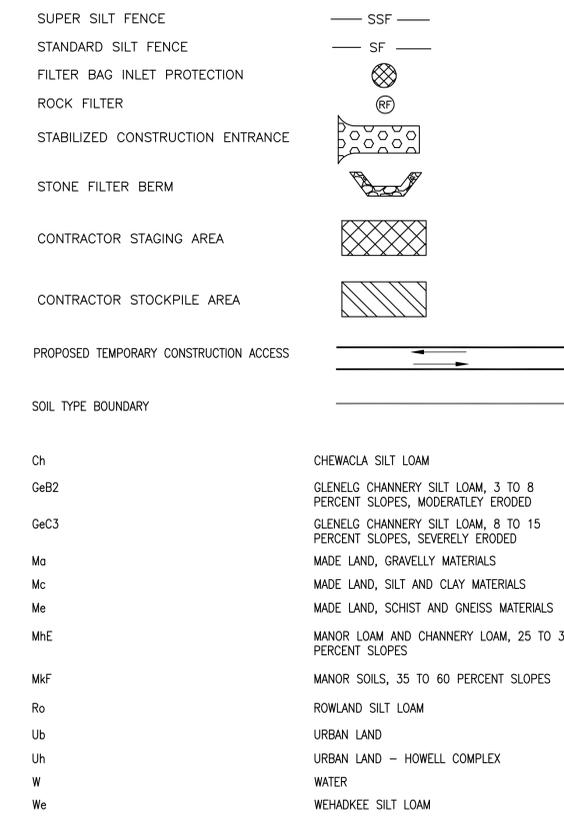 SUPER SILT FENCE SSF
STANDARD SILT FENCE SF
FILTER BAG INLET PROTECTION
ROCK FILTER RF
STABILIZED CONSTRUCTION ENTRANCE
STONE FILTER BERM
CONTRACTOR STAGING AREA
CONTRACTOR STOCKPILE AREA
PROPOSED TEMPORARY CONSTRUCTION ACCESS
SOIL TYPE BOUNDARY
Ch CHEWACLA SILT LOAM
GeB2 GLENELG CHANNERY SILT LOAM, 3 TO 8
PERCENT SLOPES, MODERATLEY ERODED
GeC3 GLENELG CHANNERY SILT LOAM, 8 TO 15
PERCENT SLOPES, SEVERELY ERODED
Ma MADE LAND, GRAVELLY MATERIALS
Mc MADE LAND, SILT AND CLAY MATERIALS
Me MADE LAND, SCHIST AND GNEISS MATERIALS
MhE MANOR LOAM AND CHANNERY LOAM, 25 TO 3
PERCENT SLOPES
MkF MANOR SOILS, 35 TO 60 PERCENT SLOPES
Ro ROWLAND SILT LOAM
Ub URBAN LAND
Uh URBAN LAND – HOWELL COMPLEX
W WATER
We WEHADKEE SILT LOAM